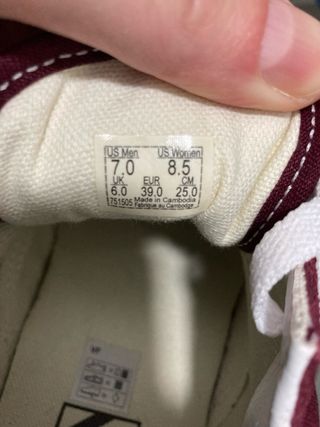 US Men US Women
7.0 8.5
UK EUR CM
6.0 39.0 25.0
751505 Made in Cambodia
Fabrique au Cambodge